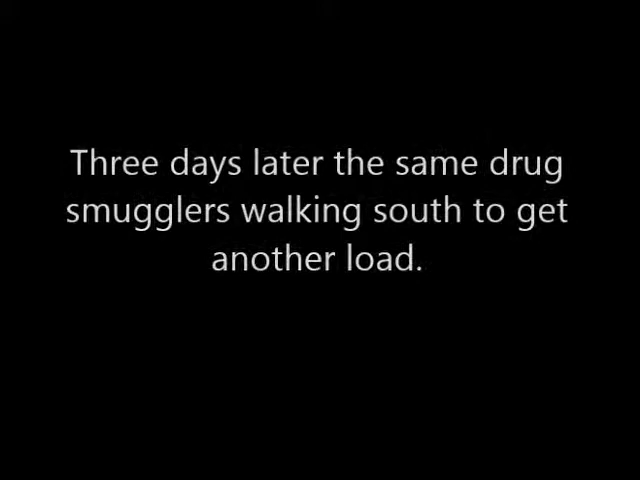 Three days later the same drug
smugglers walking south to get
another load.